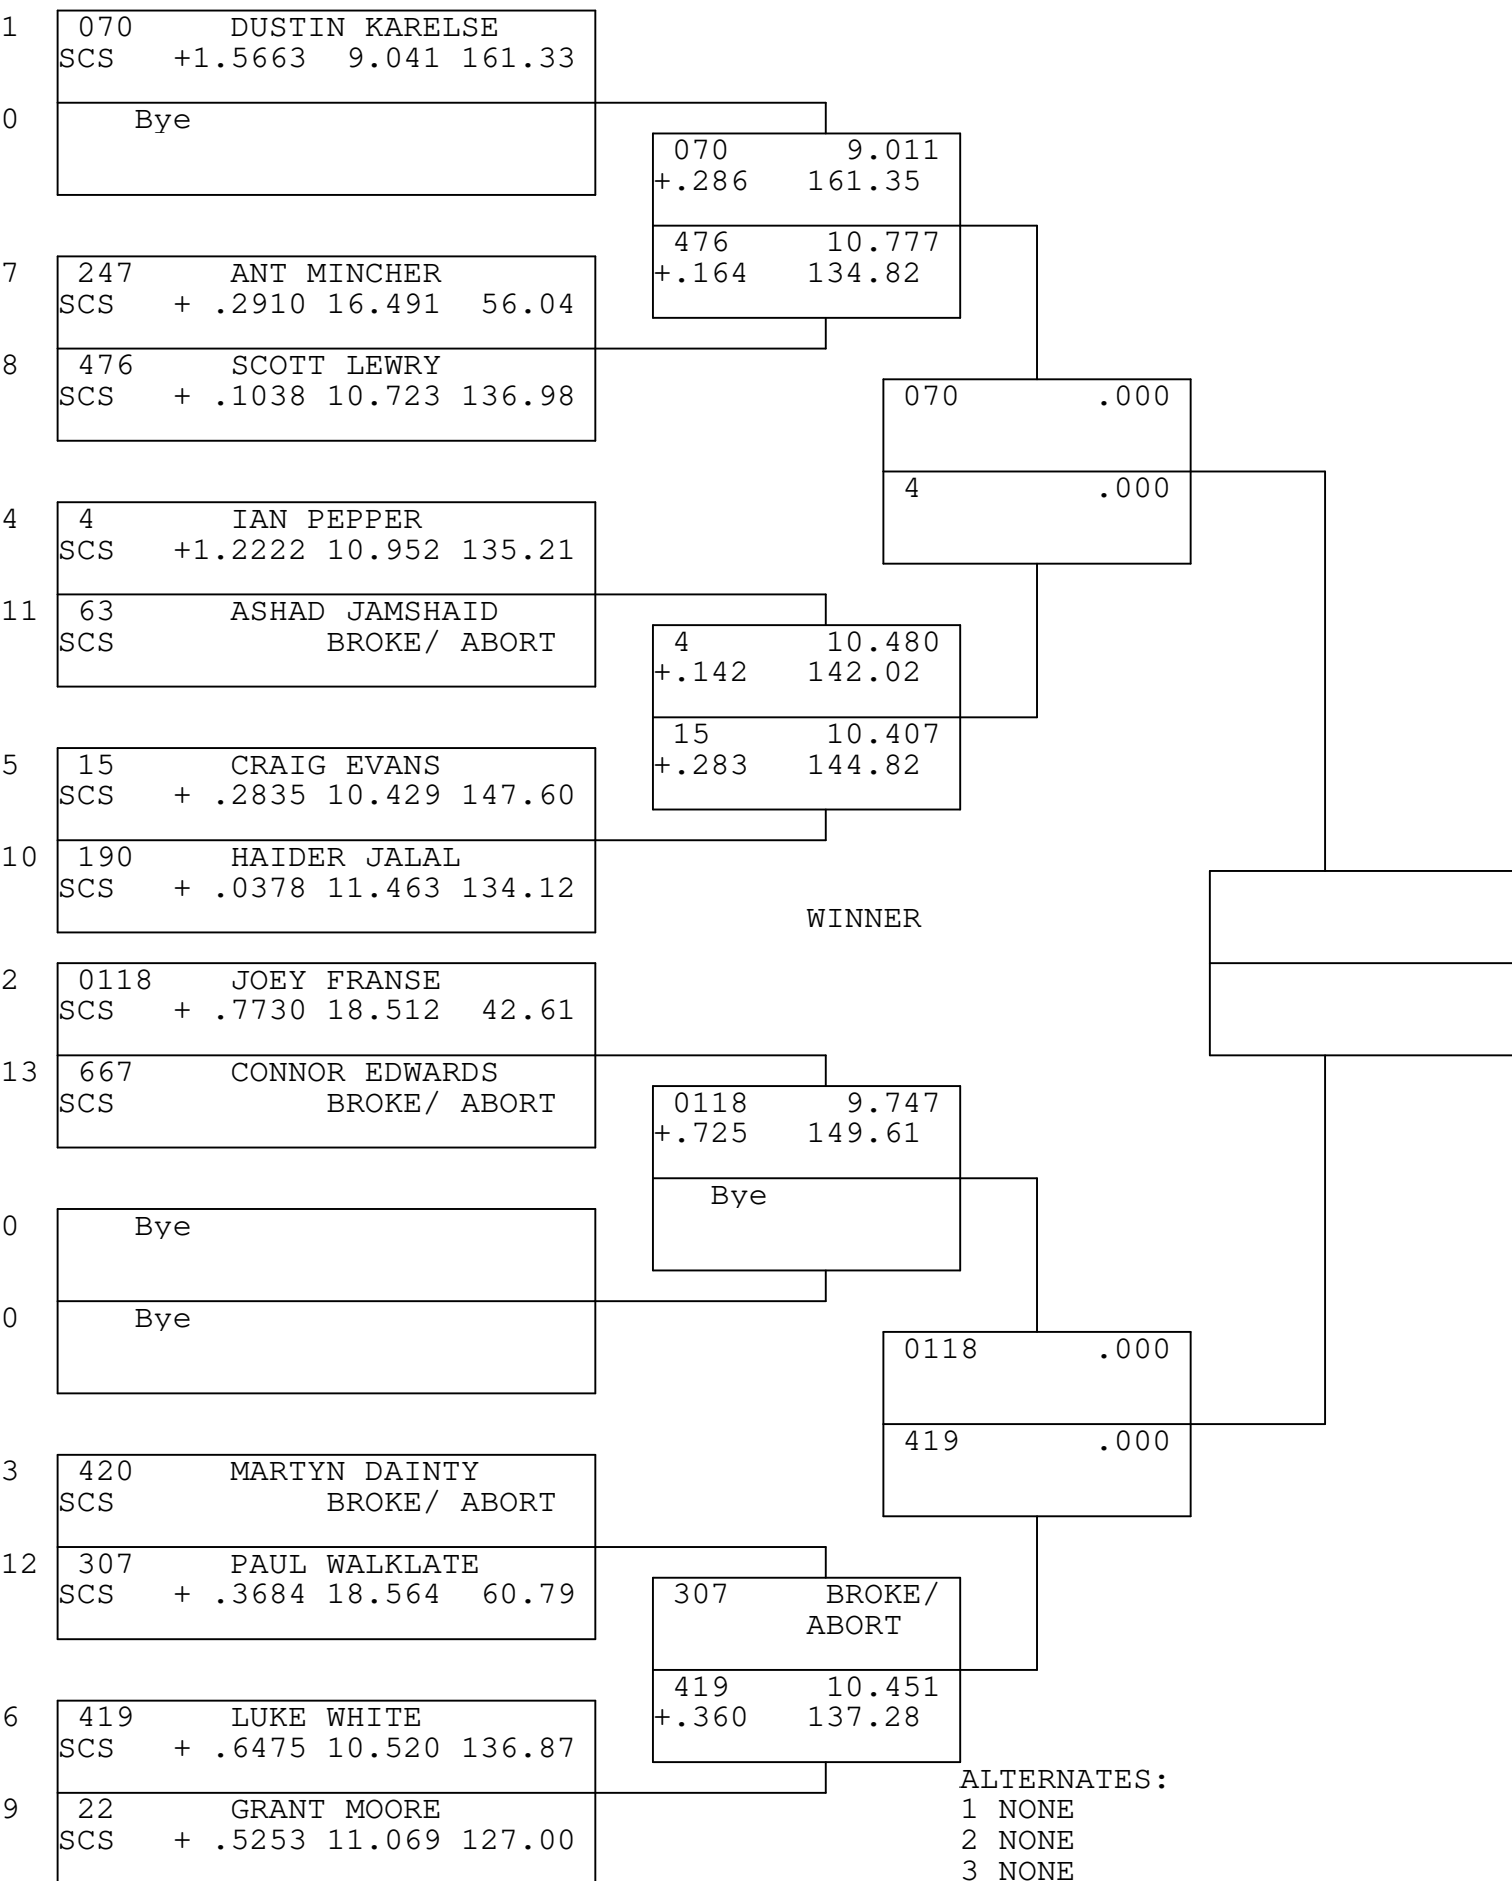 1 070 DUSTIN KARELSE
SCS +1.5663 9.041 161.33
0 Bye
070 9.011
+.286 161.35
476 10.777
+.164 134.82
7 247 ANT MINCHER
SCS + .2910 16.491 56.04
8 476 SCOTT LEWRY
SCS + .1038 10.723 136.98
070 .000
4 .000
4 4 IAN PEPPER
SCS +1.2222 10.952 135.21
11 63 ASHAD JAMSHAID
SCS BROKE/ ABORT
4 10.480
+.142 142.02
15 10.407
+.283 144.82
5 15 CRAIG EVANS
SCS + .2835 10.429 147.60
10 190 HAIDER JALAL
SCS + .0378 11.463 134.12
WINNER
2 0118 JOEY FRANSE
SCS + .7730 18.512 42.61
13 667 CONNOR EDWARDS
SCS BROKE/ ABORT
0118 9.747
+.725 149.61
Bye
0 Bye
0 Bye
0118 .000
419 .000
3 420 MARTYN DAINTY
SCS BROKE/ ABORT
12 307 PAUL WALKLATE
SCS + .3684 18.564 60.79
307 BROKE/
ABORT
419 10.451
+.360 137.28
6 419 LUKE WHITE
SCS + .6475 10.520 136.87
9 22 GRANT MOORE
SCS + .5253 11.069 127.00
ALTERNATES:
1 NONE
2 NONE
3 NONE